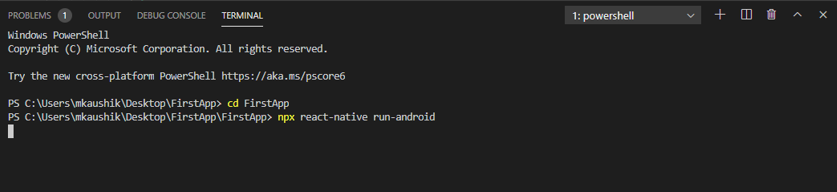 PROBLEMS 1 OUTPUT DEBUG CONSOLE TERMINAL 1: powershell
Windows PowerShell
Copyright (C) Microsoft Corporation. All rights reserved.
Try the new cross-platform PowerShell https://aka.ms/pscore6
PS C:\Users\mkaushik\Desktop\FirstApp> cd FirstApp
PS C:\Users\mkaushik\Desktop\FirstApp\FirstApp> npx react-native run-android